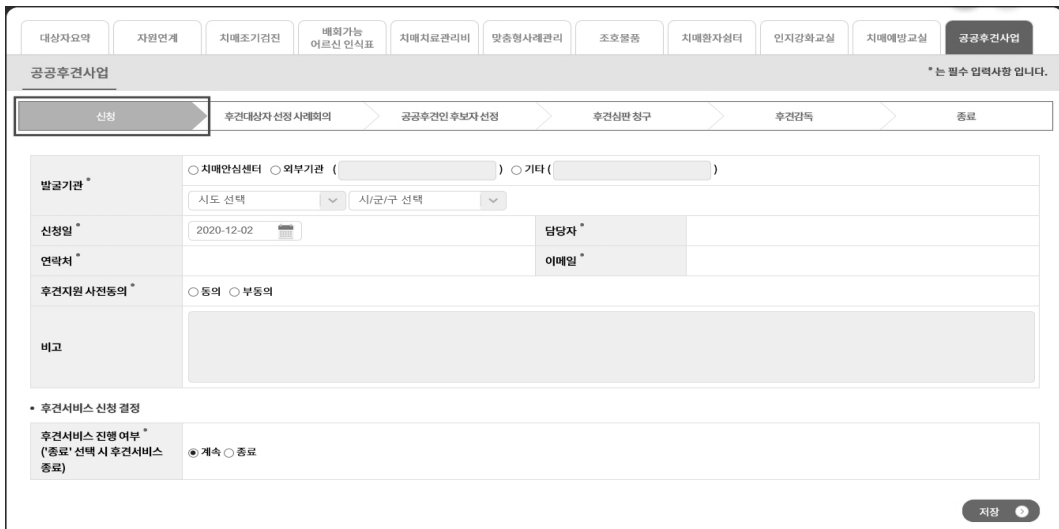 대상자요약 자원연계 치매조기검진 배회가능 어르신 인식표 치매치료관리비 맞춤형사례관리 조호물품 치매환자쉼터 인지강화교실 치매예방교실 공공후견사업
공공후견사업 * 는 필수 입력사항 입니다.
신청 후견대상자 선정 사례회의 공공후견인 후보자 선정 후견심판 청구 후견감독 종료
발굴기관 * ○ 치매안심센터 ○ 외부기관 ( ) ○ 기타 ( )
시도 선택 시/군/구 선택
신청일 * 2020-12-02 담당자 *
연락처 * 이메일 *
후견지원 사전동의 * ○ 동의 ○ 부동의
비고
• 후견서비스 신청 결정
후견서비스 진행 여부 *
('종료' 선택 시 후견서비스
종료)
◉ 계속 ○ 종료
저장